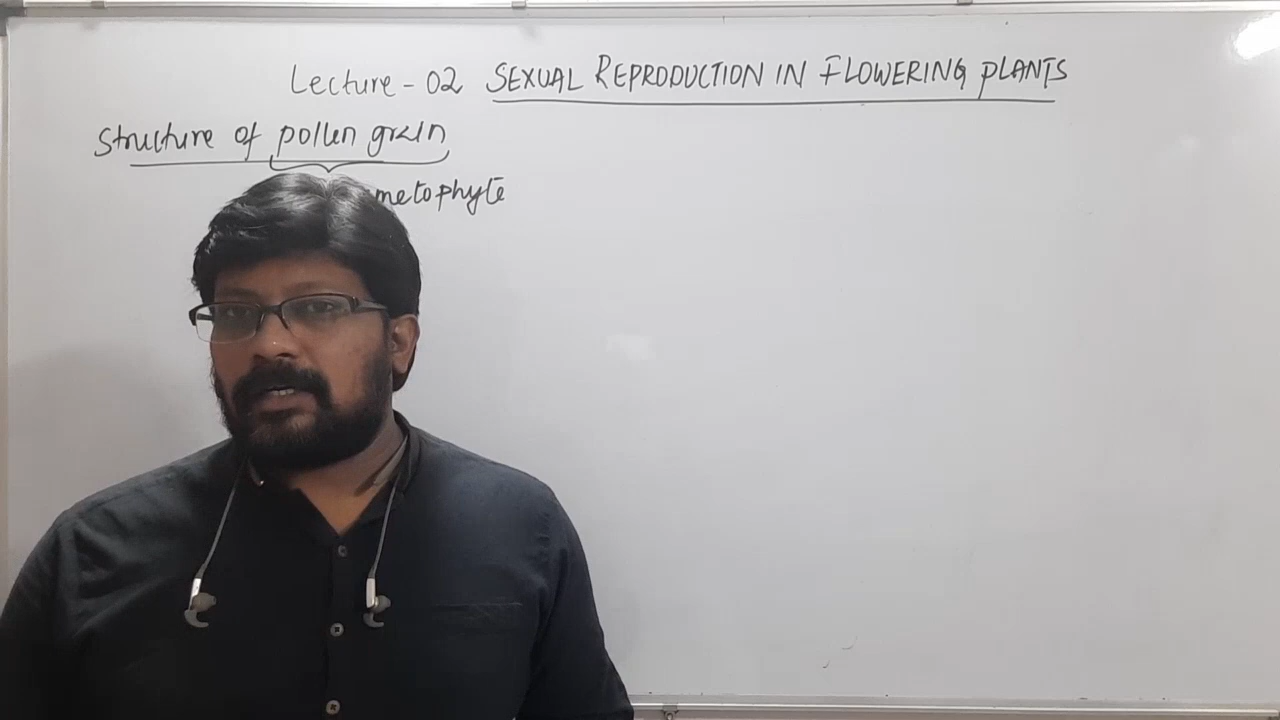 Lecture - 02 SEXUAL REPRODUCTION IN FLOWERING PLANTS
Structure of pollen grain
metophyte